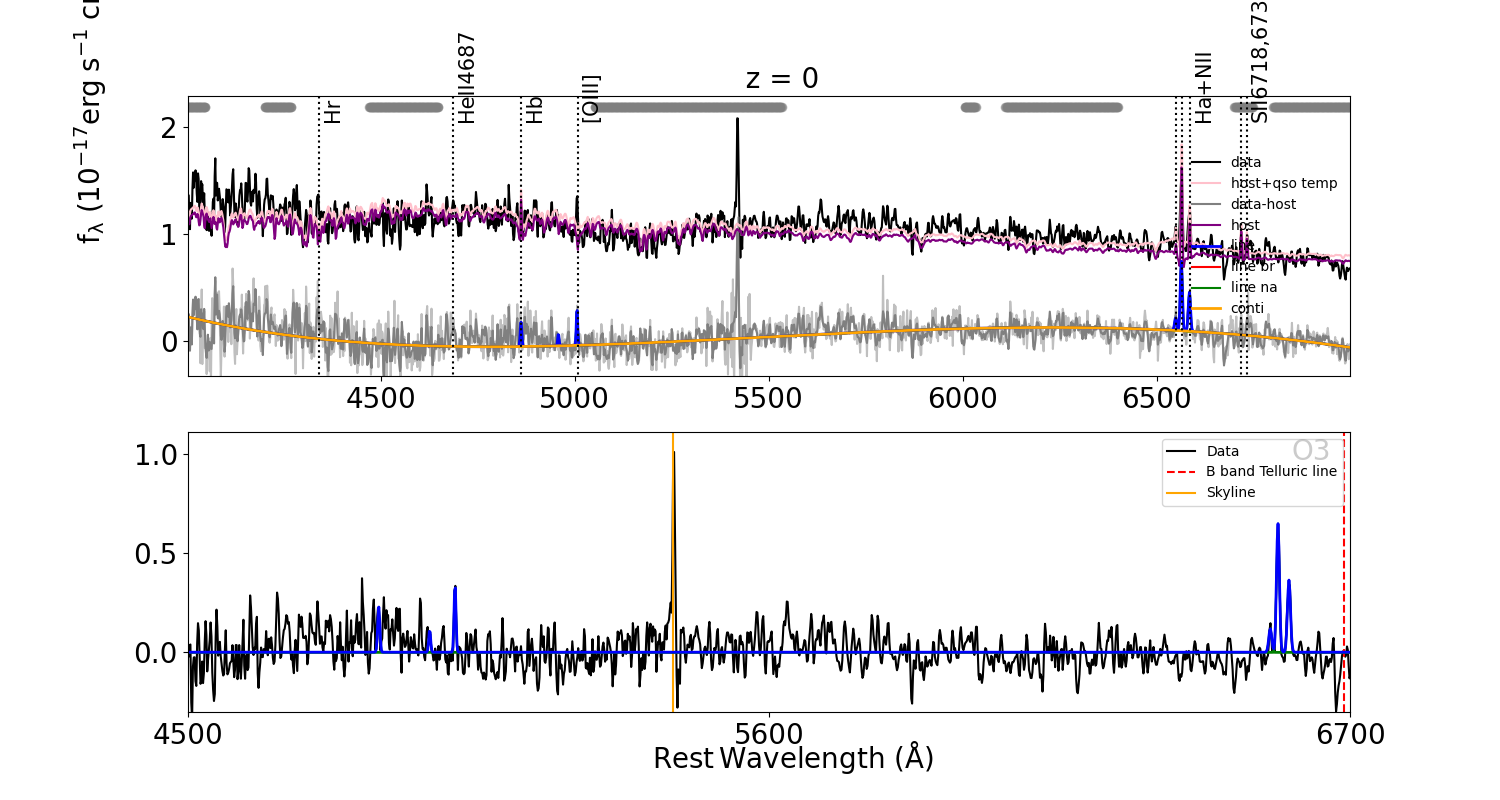 f_λ (10^−17 erg s^−1 c
Hr
HeII4687
Hb
[OIII]
z = 0
Ha+NII
SII6718,673
2
1
0
data
host+qso temp
data-host
host
line br
line na
conti
4500
5000
5500
6000
6500
1.0
0.5
0.0
O3
Data
B band Telluric line
Skyline
4500
5600
6700
Rest Wavelength (Å)